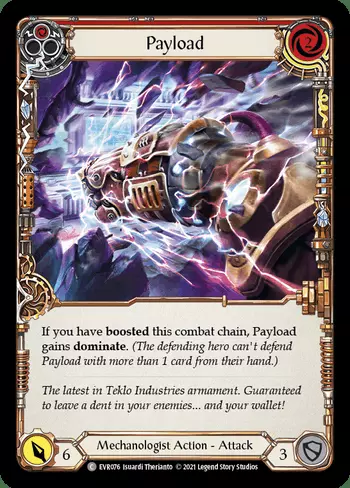 Payload
2
If you have boosted this combat chain, Payload
gains dominate. (The defending hero can't defend
Payload with more than 1 card from their hand.)
The latest in Teklo Industries armament. Guaranteed
to leave a dent in your enemies... and your wallet!
6
Mechanologist Action - Attack
3
C EVR076 Isuardi Therianto © 2021 Legend Story Studios